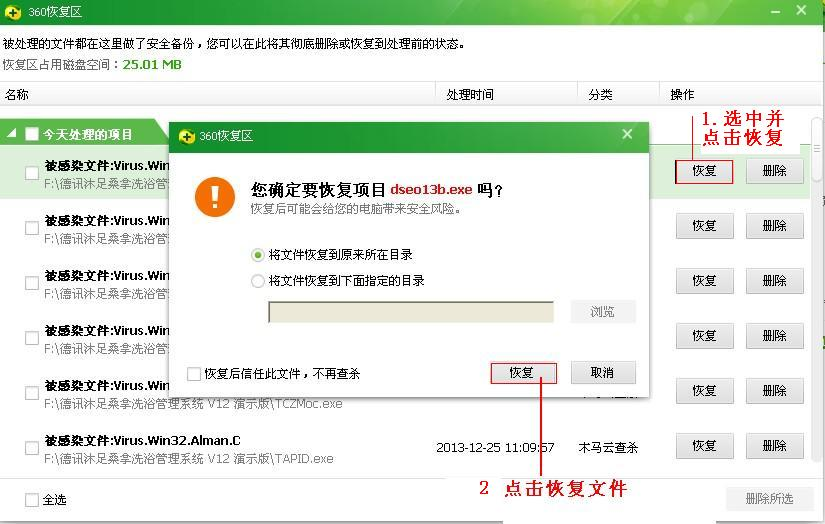 360恢复区
被处理的文件都在这里做了安全备份，您可以在此将其彻底删除或恢复到处理前的状态。
恢复区占用磁盘空间：25.01 MB
名称 处理时间 分类 操作
1.选中并
点击恢复
今天处理的项目
360恢复区
被感染文件:Virus.Win
F:\德讯沐足桑拿洗浴管
恢复 删除
您确定要恢复项目 dseo13b.exe 吗？
恢复后可能会给您的电脑带来安全风险。
被感染文件:Virus.Win
F:\德讯沐足桑拿洗浴管
恢复 删除
将文件恢复到原来所在目录
将文件恢复到下面指定的目录
被感染文件:Virus.Win
F:\德讯沐足桑拿洗浴管
恢复 删除
浏览
被感染文件:Virus.Win
F:\德讯沐足桑拿洗浴管
恢复 删除
恢复后信任此文件，不再查杀 恢复 取消
被感染文件:Virus.Win
F:\德讯沐足桑拿洗浴管理系统 V12 演示版\TCZMoc.exe
恢复 删除
被感染文件:Virus.Win32.Alman.C
F:\德讯沐足桑拿洗浴管理系统 V12 演示版\TAPID.exe
2013-12-25 11:09:57 木马云查杀 恢复 删除
2 点击恢复文件
全选 删除所选